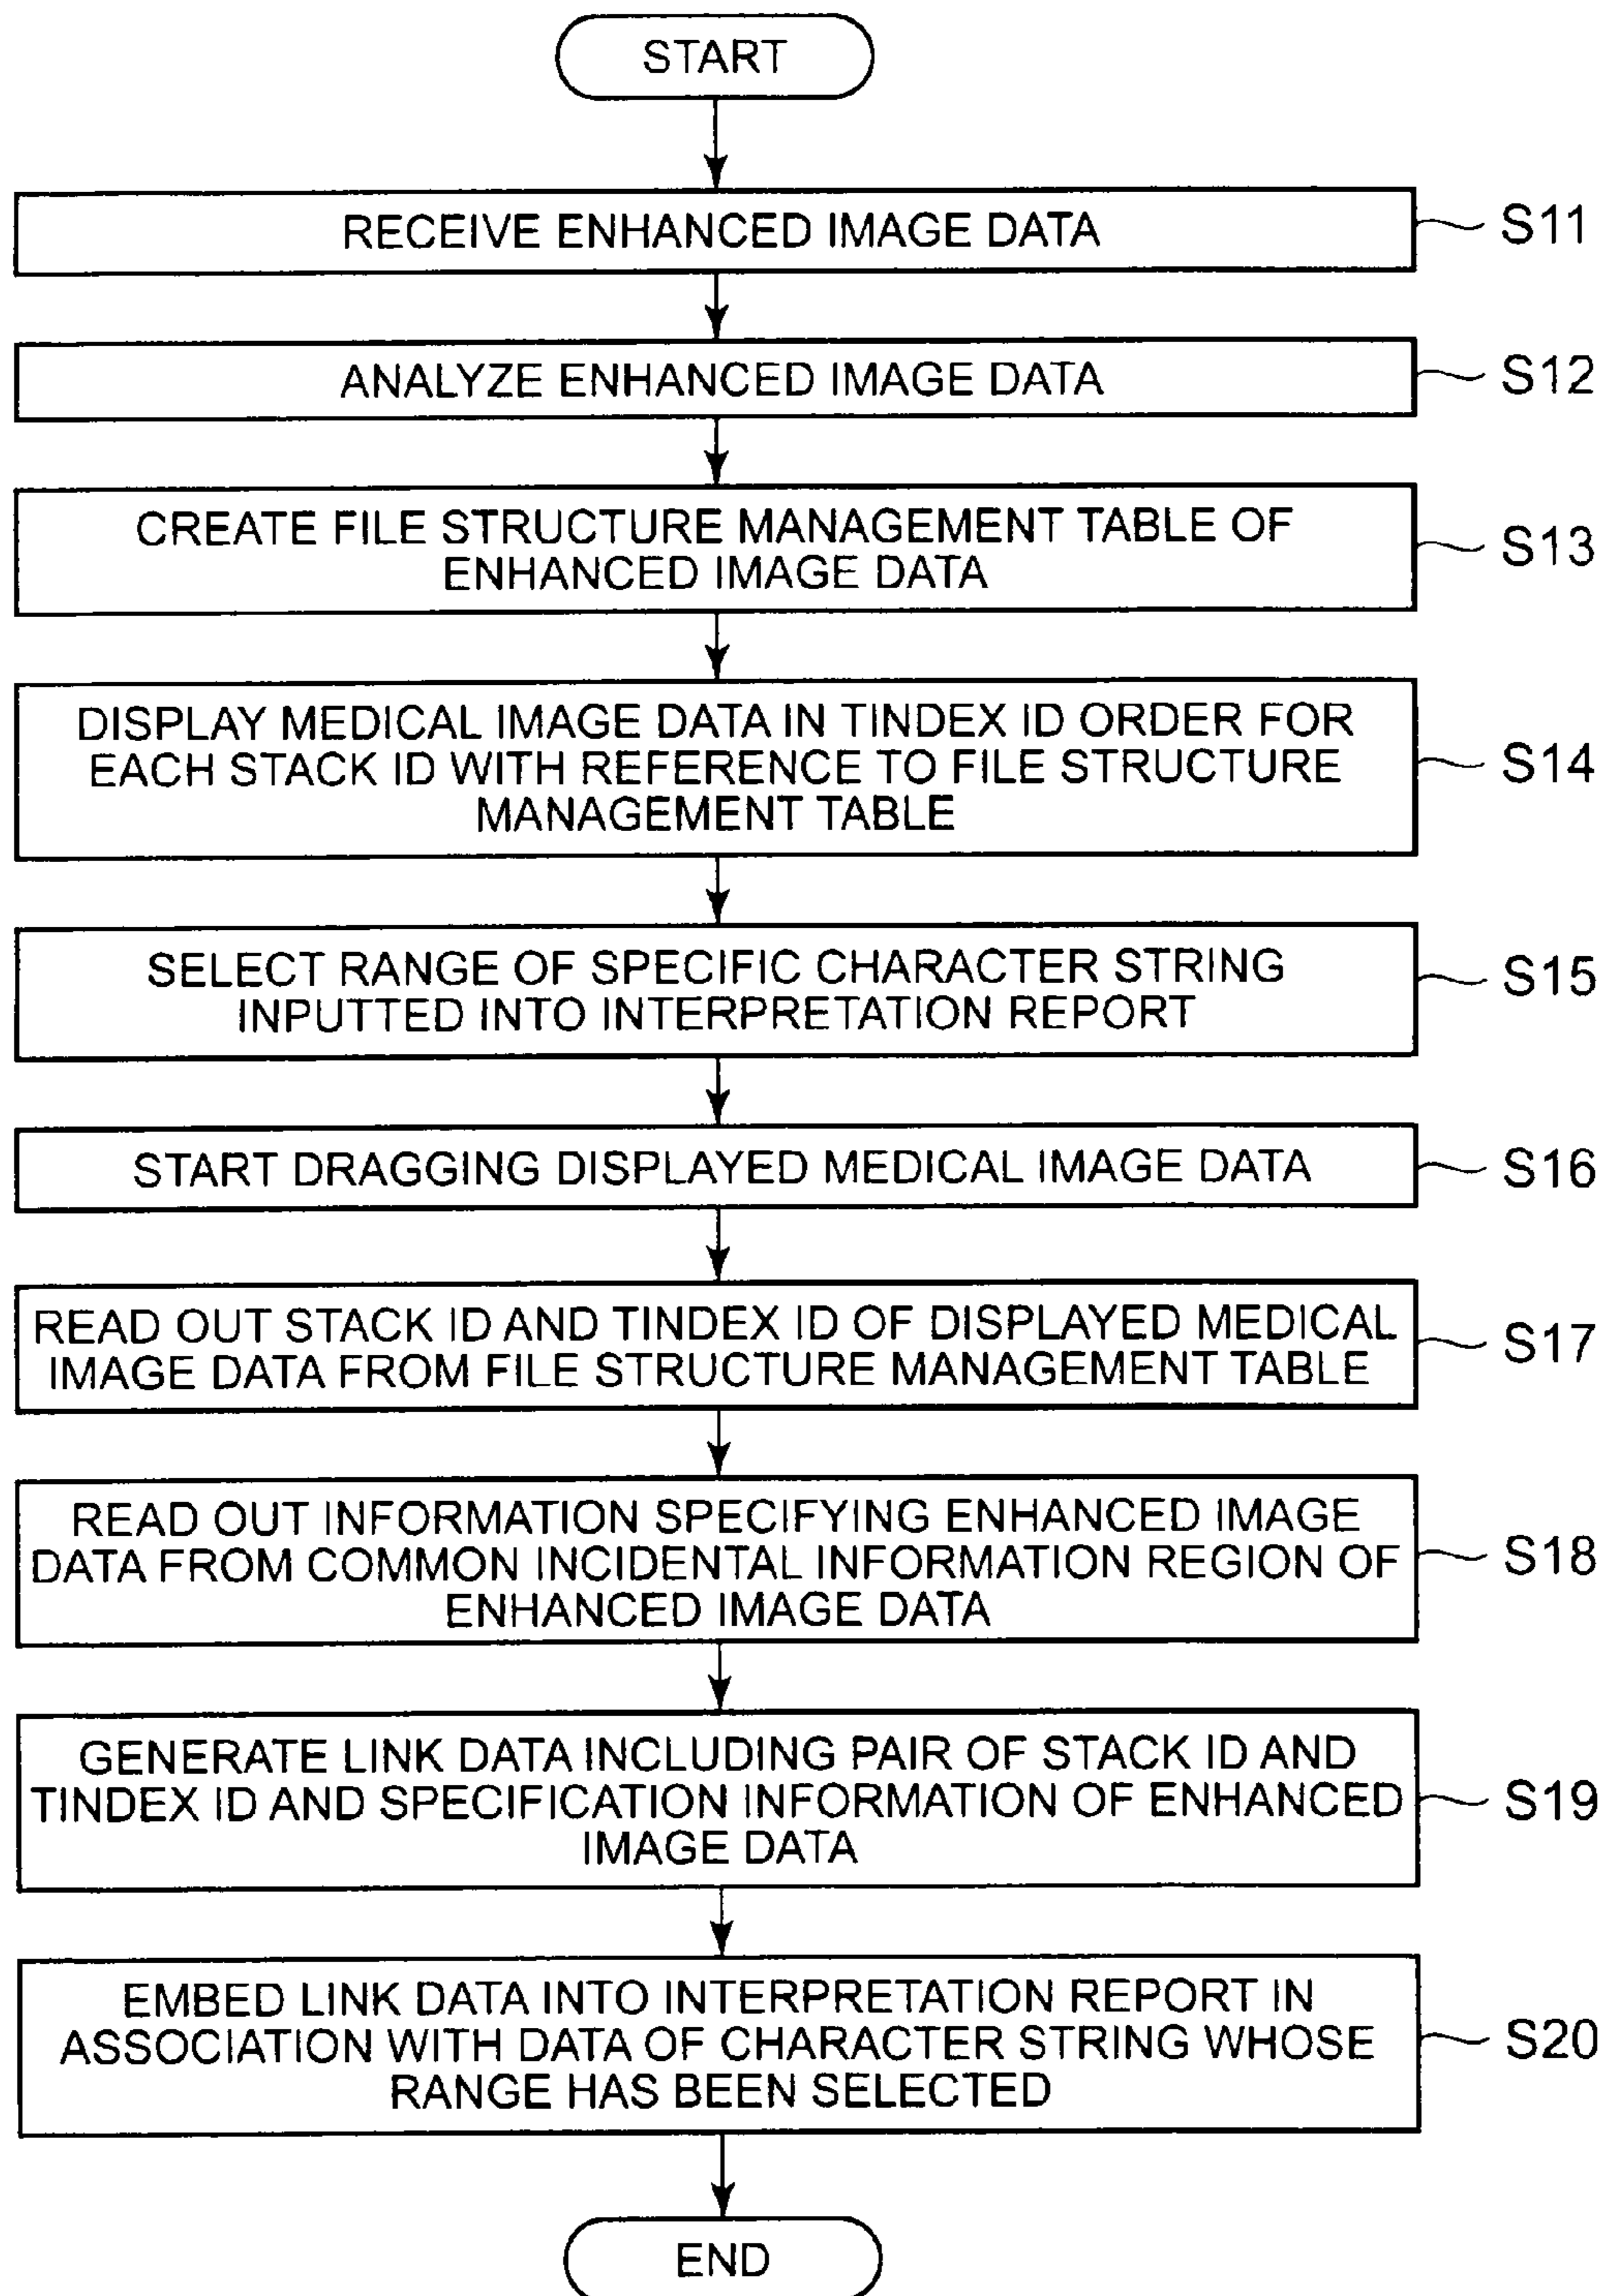 START
RECEIVE ENHANCED IMAGE DATA
S11
ANALYZE ENHANCED IMAGE DATA
S12
CREATE FILE STRUCTURE MANAGEMENT TABLE OF
ENHANCED IMAGE DATA
S13
DISPLAY MEDICAL IMAGE DATA IN TINDEX ID ORDER FOR
EACH STACK ID WITH REFERENCE TO FILE STRUCTURE
MANAGEMENT TABLE
S14
SELECT RANGE OF SPECIFIC CHARACTER STRING
INPUTTED INTO INTERPRETATION REPORT
S15
START DRAGGING DISPLAYED MEDICAL IMAGE DATA
S16
READ OUT STACK ID AND TINDEX ID OF DISPLAYED MEDICAL
IMAGE DATA FROM FILE STRUCTURE MANAGEMENT TABLE
S17
READ OUT INFORMATION SPECIFYING ENHANCED IMAGE
DATA FROM COMMON INCIDENTAL INFORMATION REGION OF
ENHANCED IMAGE DATA
S18
GENERATE LINK DATA INCLUDING PAIR OF STACK ID AND
TINDEX ID AND SPECIFICATION INFORMATION OF ENHANCED
IMAGE DATA
S19
EMBED LINK DATA INTO INTERPRETATION REPORT IN
ASSOCIATION WITH DATA OF CHARACTER STRING WHOSE
RANGE HAS BEEN SELECTED
S20
END